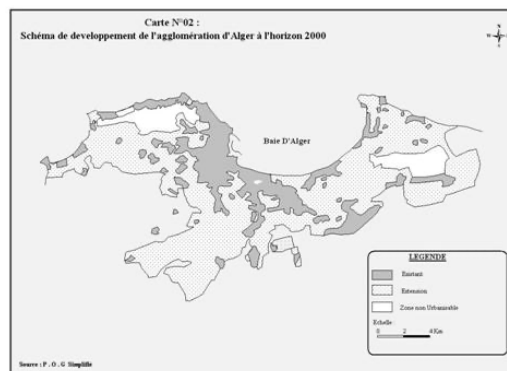 Carte N°02 :
Schéma de developpement de l'agglomération d'Alger à l'horizon 2000
N
W
Baie D'Alger
LEGENDE
Existant
Extension
Zone non Urbanisable
Echelle :
0 2 4 Km
Source : P . O . G Simplifié